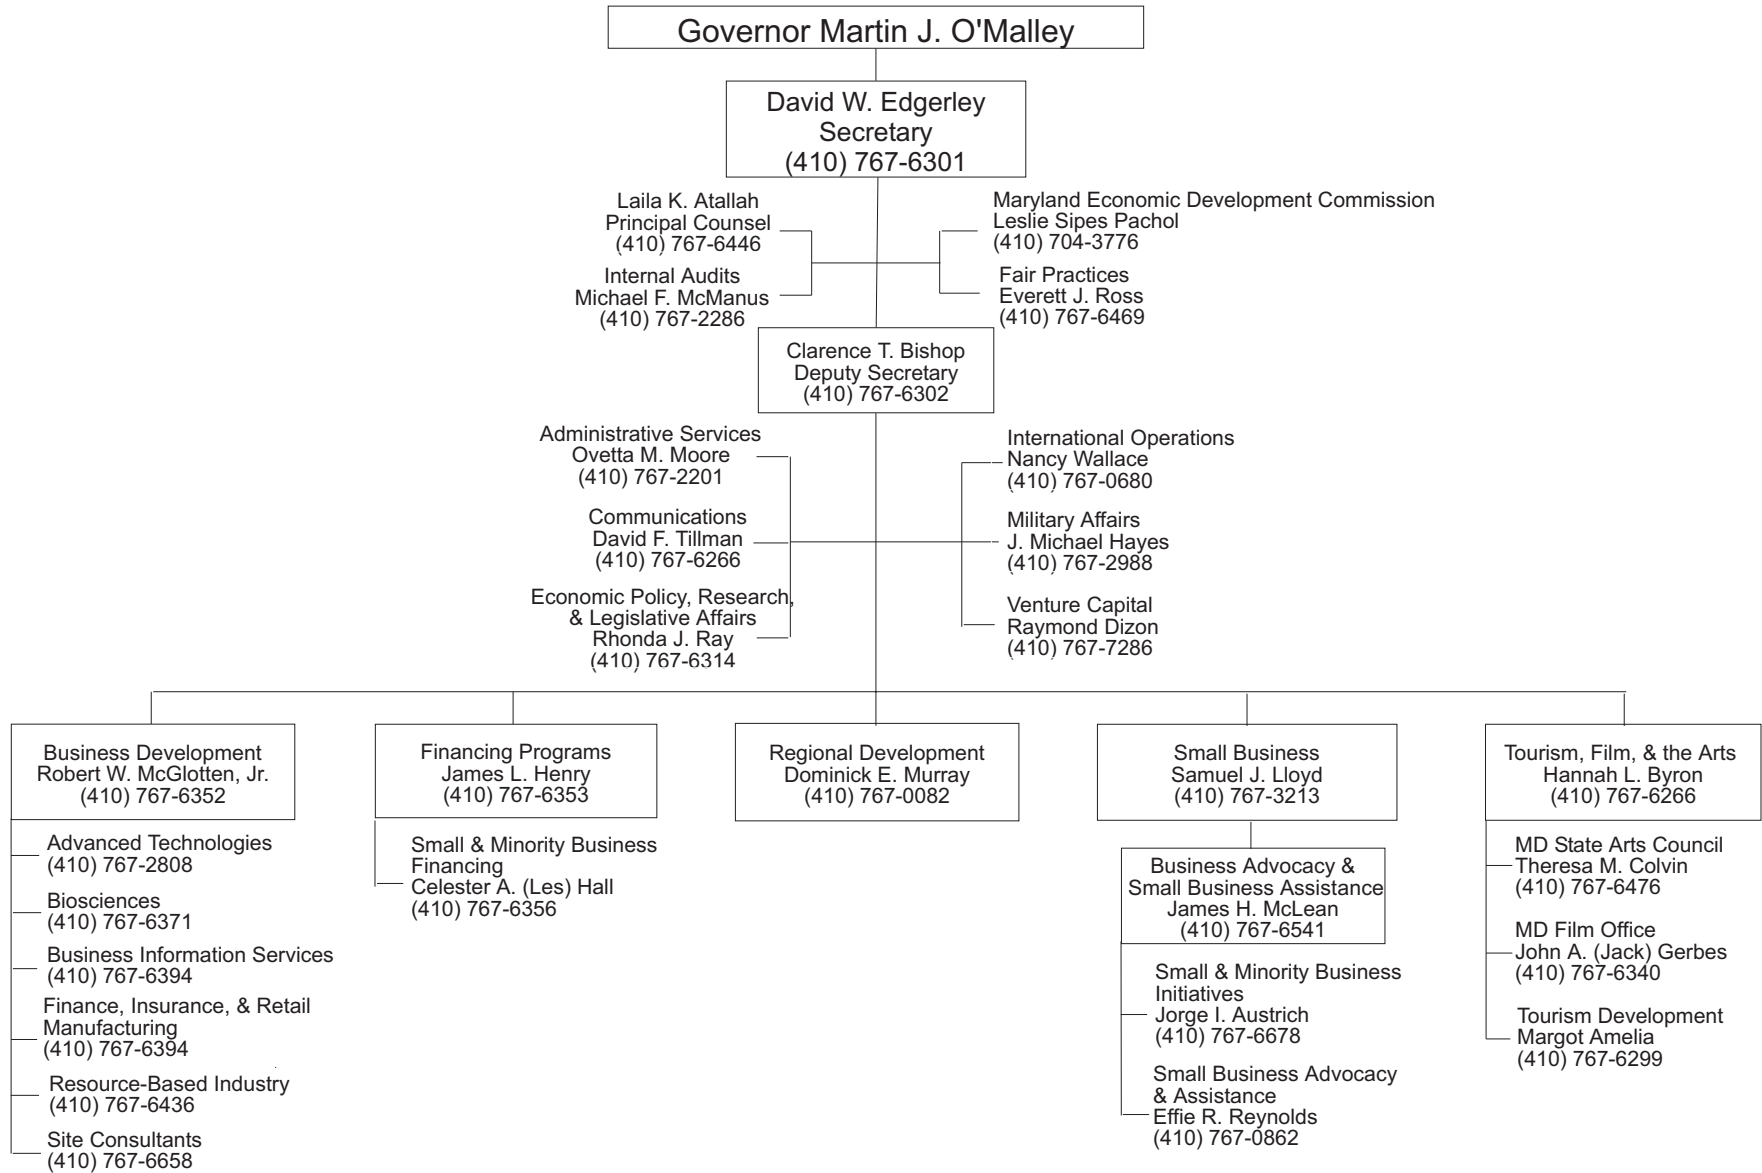 Governor Martin J. O'Malley
David W. Edgerley
Secretary
(410) 767-6301
Laila K. Atallah
Principal Counsel
(410) 767-6446
Internal Audits
Michael F. McManus
(410) 767-2286
Maryland Economic Development Commission
Leslie Sipes Pachol
(410) 704-3776
Fair Practices
Everett J. Ross
(410) 767-6469
Clarence T. Bishop
Deputy Secretary
(410) 767-6302
Administrative Services
Ovetta M. Moore
(410) 767-2201
Communications
David F. Tillman
(410) 767-6266
Economic Policy, Research,
& Legislative Affairs
Rhonda J. Ray
(410) 767-6314
International Operations
Nancy Wallace
(410) 767-0680
Military Affairs
J. Michael Hayes
(410) 767-2988
Venture Capital
Raymond Dizon
(410) 767-7286
Business Development
Robert W. McGlotten, Jr.
(410) 767-6352
Advanced Technologies
(410) 767-2808
Biosciences
(410) 767-6371
Business Information Services
(410) 767-6394
Finance, Insurance, & Retail
Manufacturing
(410) 767-6394
Resource-Based Industry
(410) 767-6436
Site Consultants
(410) 767-6658
Financing Programs
James L. Henry
(410) 767-6353
Small & Minority Business
Financing
Celester A. (Les) Hall
(410) 767-6356
Regional Development
Dominick E. Murray
(410) 767-0082
Small Business
Samuel J. Lloyd
(410) 767-3213
Business Advocacy &
Small Business Assistance
James H. McLean
(410) 767-6541
Small & Minority Business
Initiatives
Jorge I. Austrich
(410) 767-6678
Small Business Advocacy
& Assistance
Effie R. Reynolds
(410) 767-0862
Tourism, Film, & the Arts
Hannah L. Byron
(410) 767-6266
MD State Arts Council
Theresa M. Colvin
(410) 767-6476
MD Film Office
John A. (Jack) Gerbes
(410) 767-6340
Tourism Development
Margot Amelia
(410) 767-6299